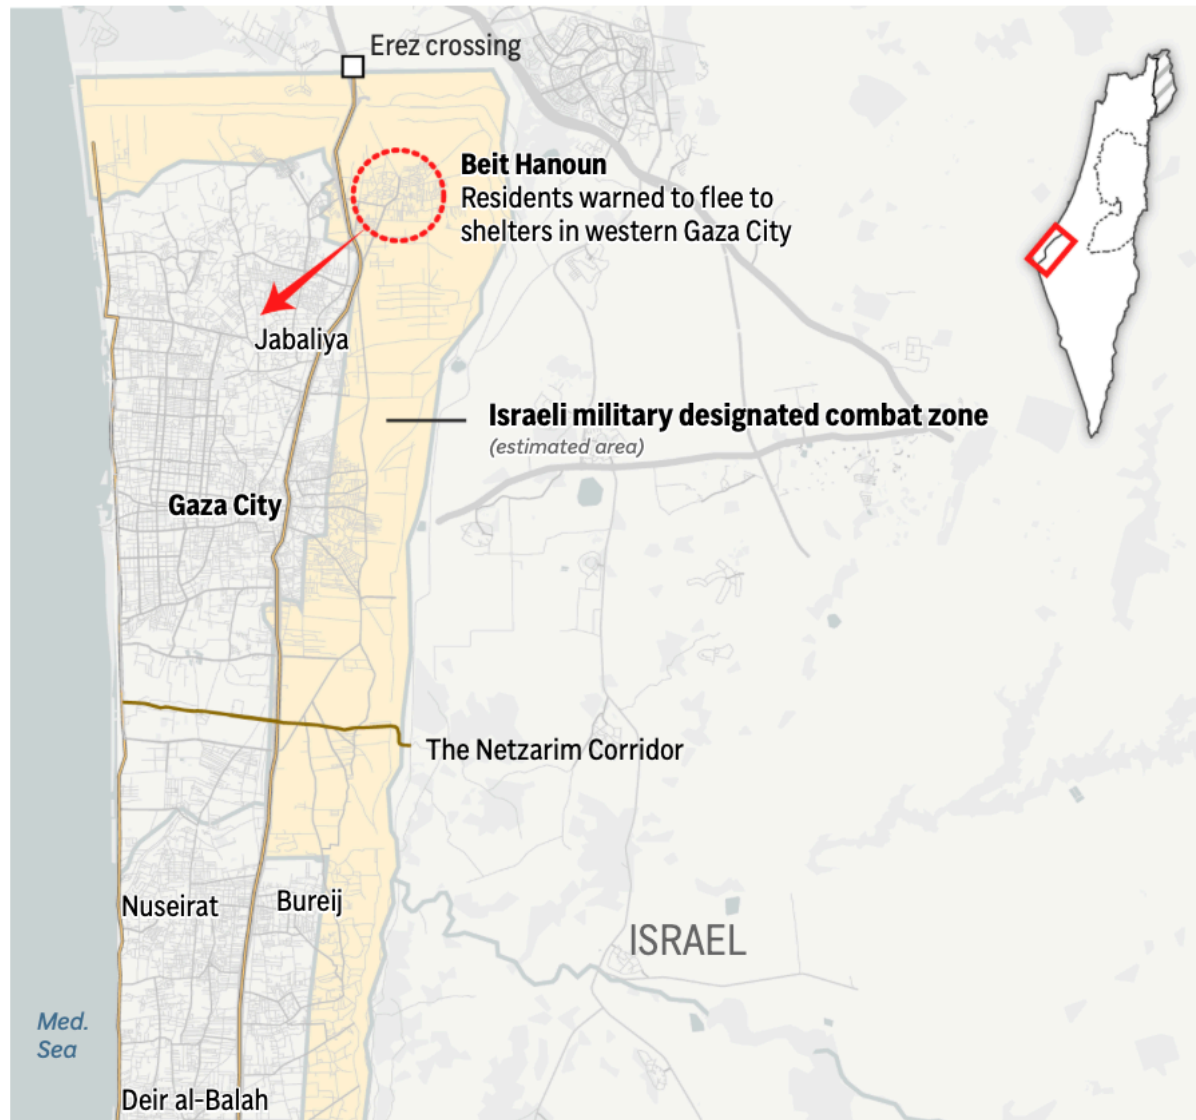 Erez crossing
Beit Hanoun
Residents warned to flee to
shelters in western Gaza City
Jabaliya
Israeli military designated combat zone
(estimated area)
Gaza City
The Netzarim Corridor
Nuseirat
Bureij
ISRAEL
Med.
Sea
Deir al-Balah